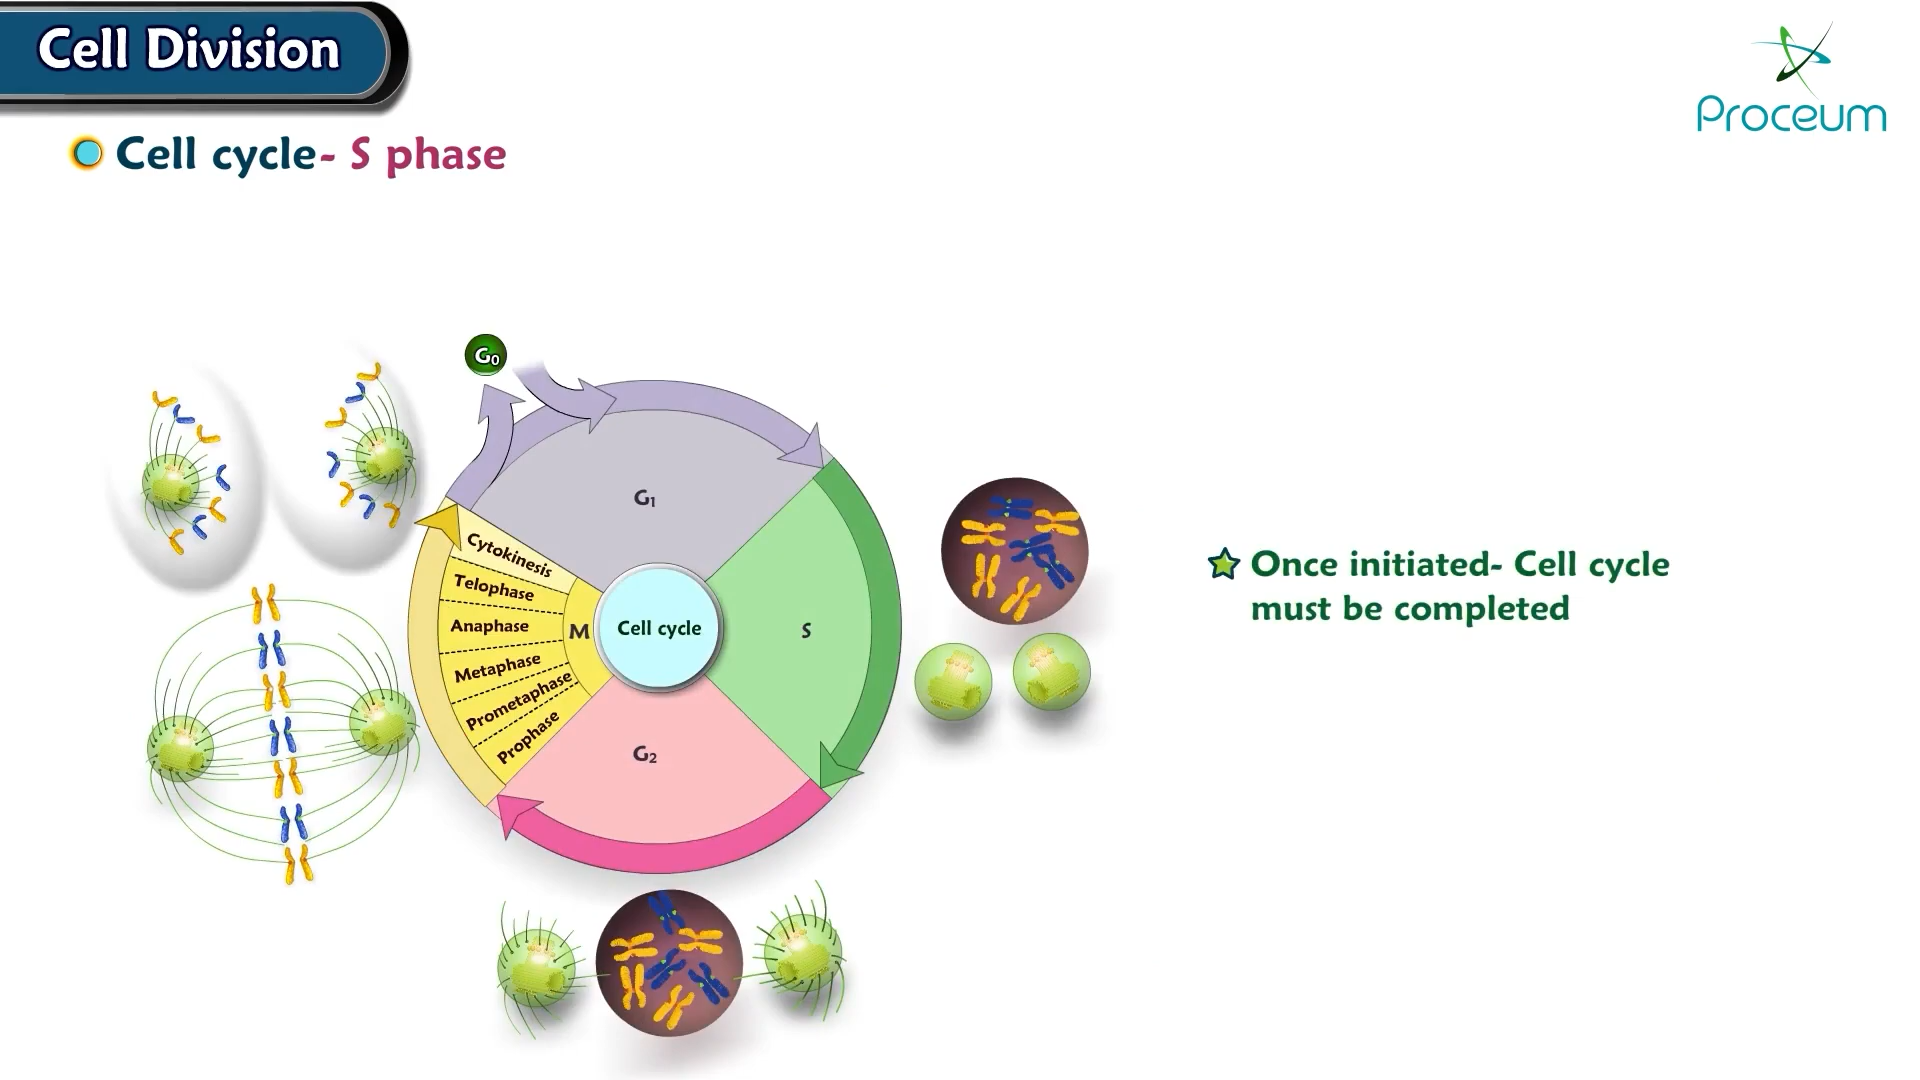 Cell Division
Proceum
Cell cycle- S phase
G₀
G₁
Cytokinesis
Telophase
Anaphase
Metaphase
Prometaphase
Prophase
M
Cell cycle
S
G₂
Once initiated- Cell cycle
must be completed